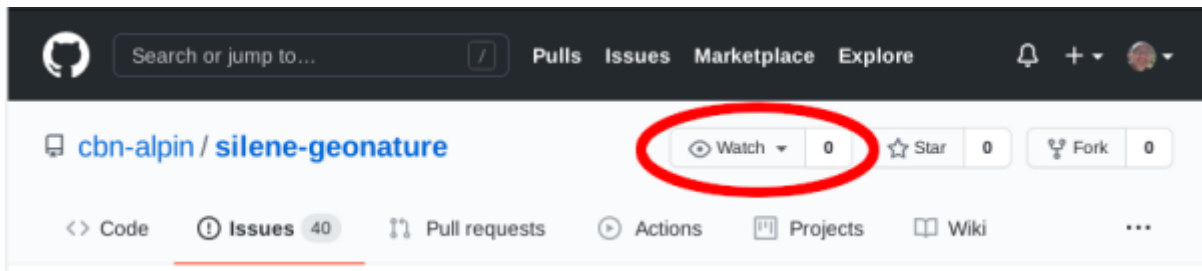 Search or jump to... / Pulls Issues Marketplace Explore
cbn-alpin / silene-geonature Watch 0 Star 0 Fork 0
Code Issues 40 Pull requests Actions Projects Wiki ...